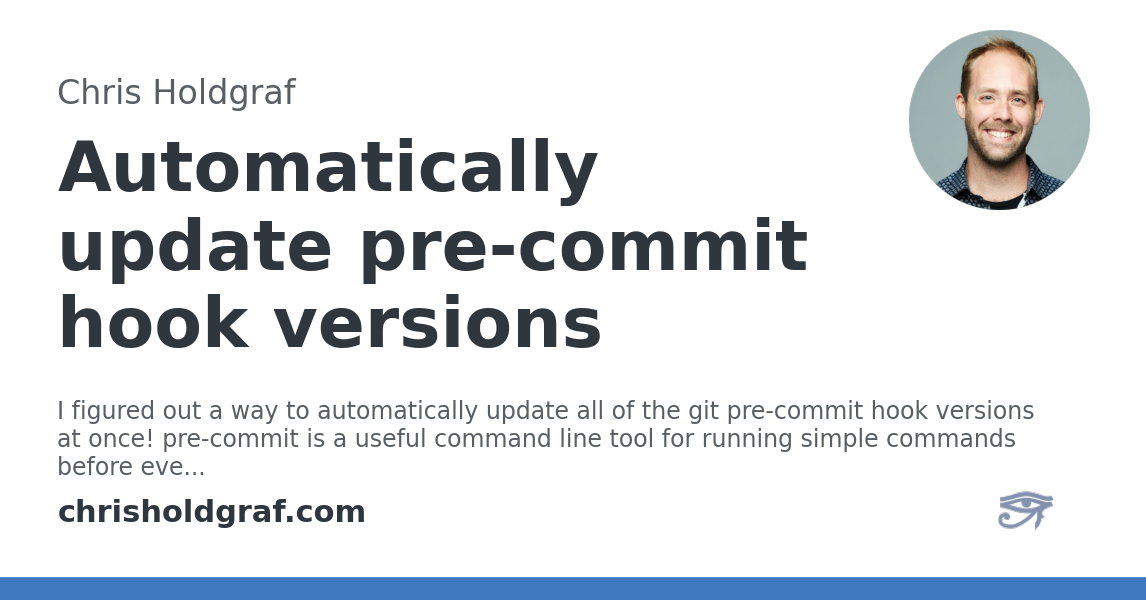 Chris Holdgraf
Automatically
update pre-commit
hook versions
I figured out a way to automatically update all of the git pre-commit hook versions
at once! pre-commit is a useful command line tool for running simple commands
before eve...
chrisholdgraf.com